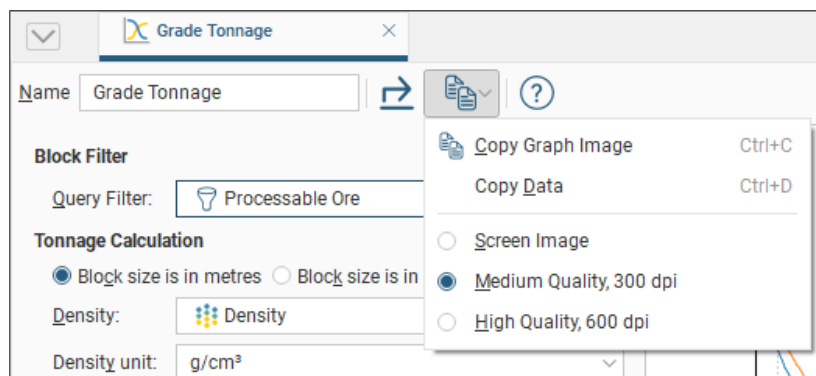 Grade Tonnage
Name Grade Tonnage ?
Copy Graph Image Ctrl+C
Block Filter
Copy Data Ctrl+D
Query Filter: Processable Ore
Tonnage Calculation
Screen Image
Block size is in metres Block size is in
Medium Quality, 300 dpi
Density: Density
High Quality, 600 dpi
Density unit: g/cm³